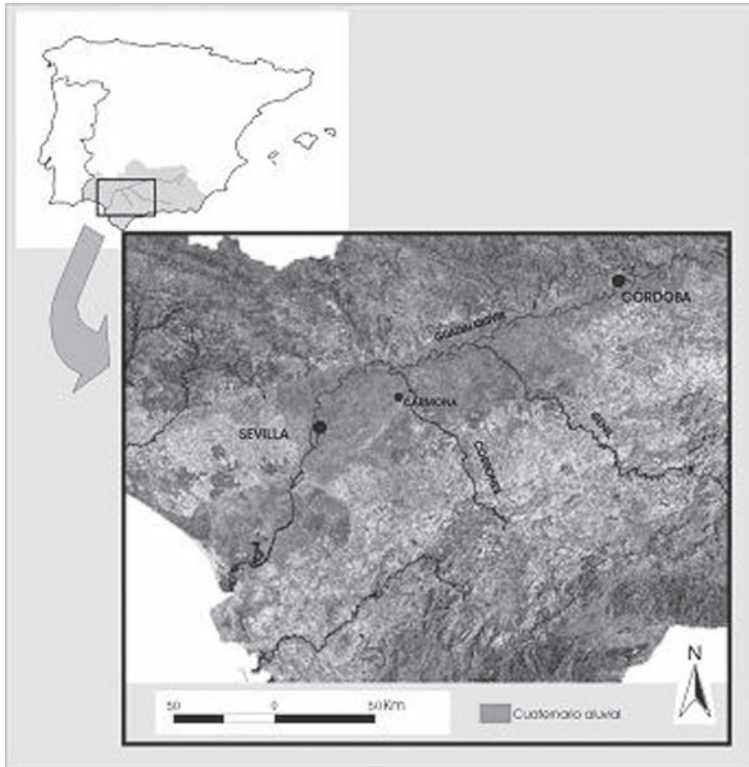 CORDOBA
GUADALQUIVIR
CARMONA
SEVILLA
GENIL
CORBONES
N
50 0 50 Km
Cuaternario aluvial